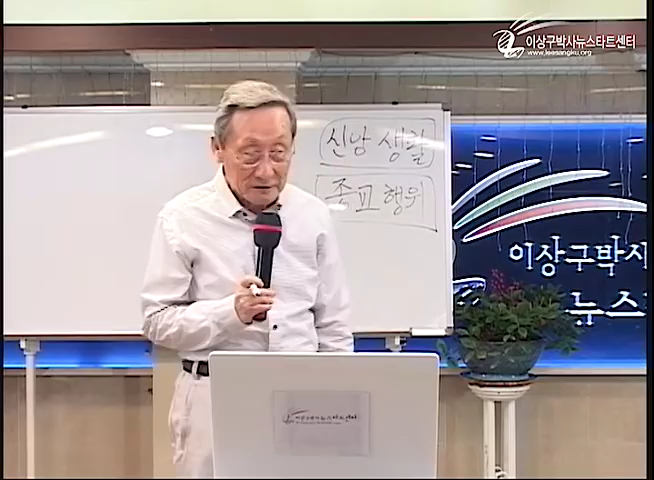 이상구박사뉴스타트센터
www.leesangku.org
신앙 생활
종교 행위
이상구박사
뉴스